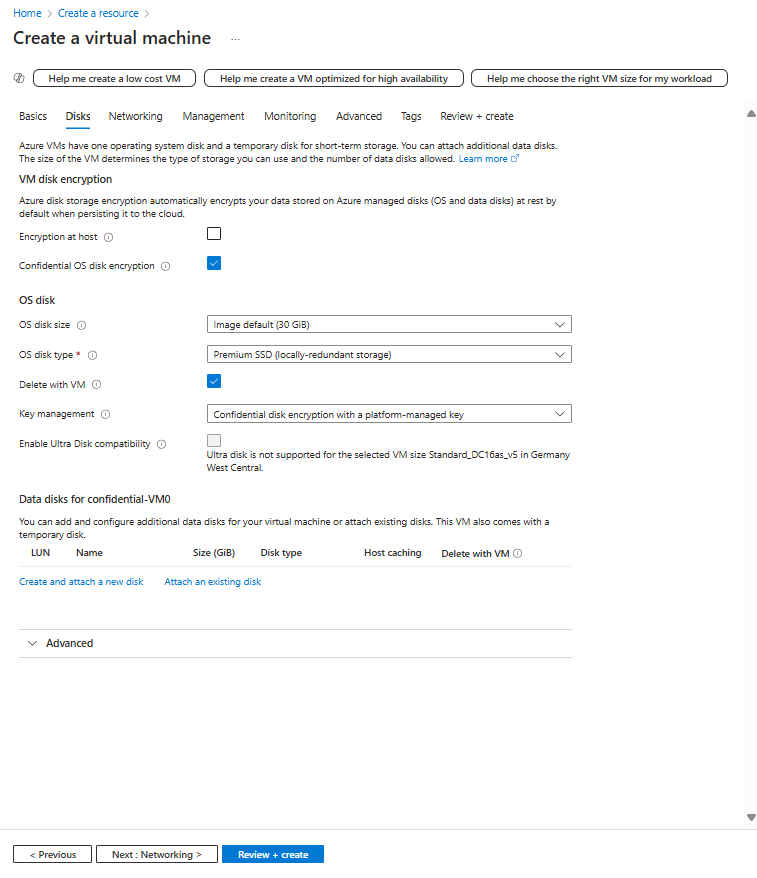 Home > Create a resource >
Create a virtual machine ...
Help me create a low cost VM Help me create a VM optimized for high availability Help me choose the right VM size for my workload
Basics Disks Networking Management Monitoring Advanced Tags Review + create
Azure VMs have one operating system disk and a temporary disk for short-term storage. You can attach additional data disks.
The size of the VM determines the type of storage you can use and the number of data disks allowed. Learn more
VM disk encryption
Azure disk storage encryption automatically encrypts your data stored on Azure managed disks (OS and data disks) at rest by
default when persisting it to the cloud.
Encryption at host
Confidential OS disk encryption
OS disk
OS disk size Image default (30 GiB)
OS disk type * Premium SSD (locally-redundant storage)
Delete with VM
Key management Confidential disk encryption with a platform-managed key
Enable Ultra Disk compatibility
Ultra disk is not supported for the selected VM size Standard_DC16as_v5 in Germany
West Central.
Data disks for confidential-VM0
You can add and configure additional data disks for your virtual machine or attach existing disks. This VM also comes with a
temporary disk.
LUN Name Size (GiB) Disk type Host caching Delete with VM
Create and attach a new disk Attach an existing disk
Advanced
< Previous Next : Networking > Review + create